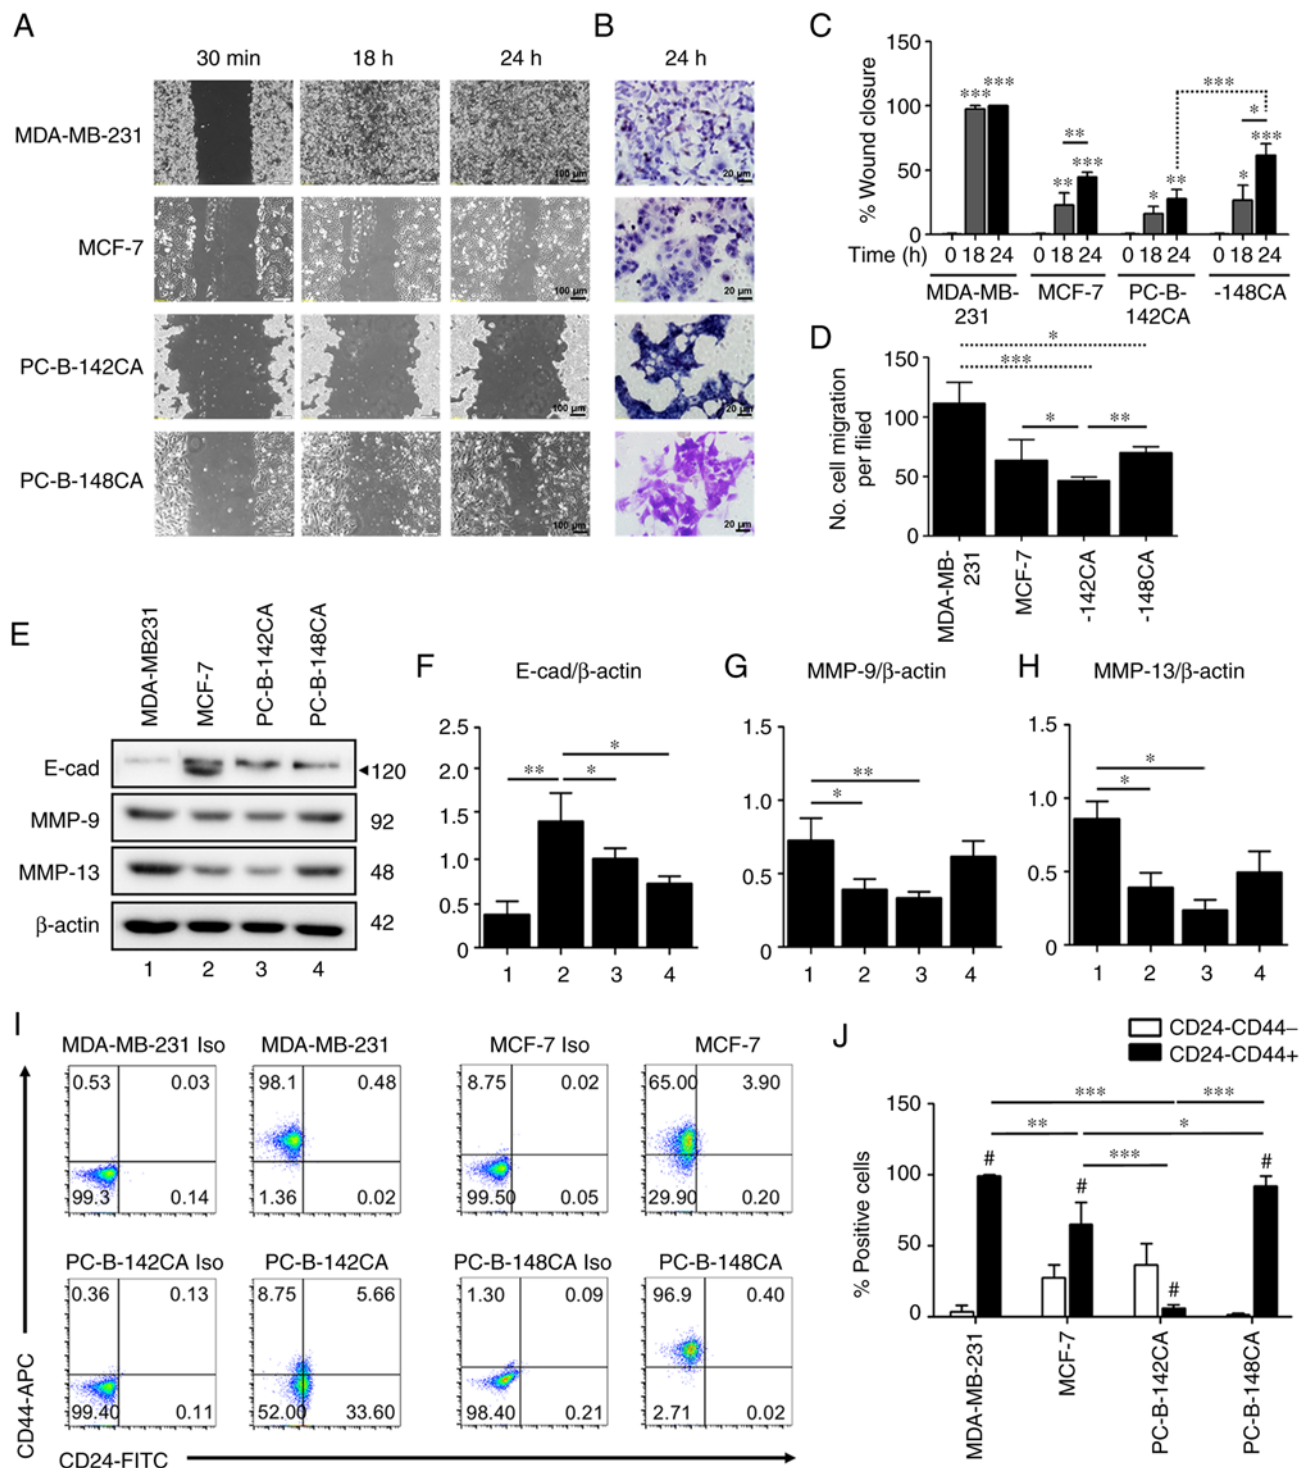 A
30 min
18 h
24 h
MDA-MB-231
100 µm
MCF-7
100 µm
PC-B-142CA
100 µm
PC-B-148CA
100 µm
B
24 h
20 µm
20 µm
20 µm
20 µm
C
% Wound closure
150
100
50
0
*** ***
** ** ***
* **
* * ***
***
Time (h)
0 18 24 0 18 24 0 18 24 0 18 24
MDA-MB-231
MCF-7
PC-B-142CA
-148CA
D
No. cell migration per flied
150
100
50
0
*
***
* **
MDA-MB-231
MCF-7
-142CA
-148CA
E
MDA-MB231
MCF-7
PC-B-142CA
PC-B-148CA
E-cad ◄120
MMP-9 92
MMP-13 48
β-actin 42
1 2 3 4
F
E-cad/β-actin
2.5
2.0
1.5
1.0
0.5
0
*
** *
1 2 3 4
G
MMP-9/β-actin
1.5
1.0
0.5
0
**
*
1 2 3 4
H
MMP-13/β-actin
1.5
1.0
0.5
0
*
*
1 2 3 4
I
CD44-APC
MDA-MB-231 Iso
0.53 0.03
99.3 0.14
MDA-MB-231
98.1 0.48
1.36 0.02
MCF-7 Iso
8.75 0.02
99.50 0.05
MCF-7
65.00 3.90
29.90 0.20
PC-B-142CA Iso
0.36 0.13
99.40 0.11
PC-B-142CA
8.75 5.66
52.00 33.60
PC-B-148CA Iso
1.30 0.09
98.40 0.21
PC-B-148CA
96.9 0.40
2.71 0.02
CD24-FITC
J
CD24-CD44−
CD24-CD44+
% Positive cells
150
100
50
0
*** ***
** *
***
# # # #
MDA-MB-231
MCF-7
PC-B-142CA
PC-B-148CA